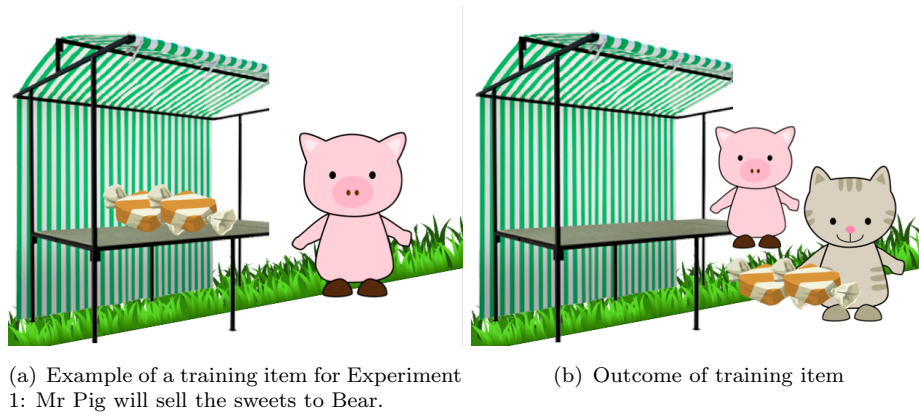 (a) Example of a training item for Experiment
1: Mr Pig will sell the sweets to Bear.
(b) Outcome of training item